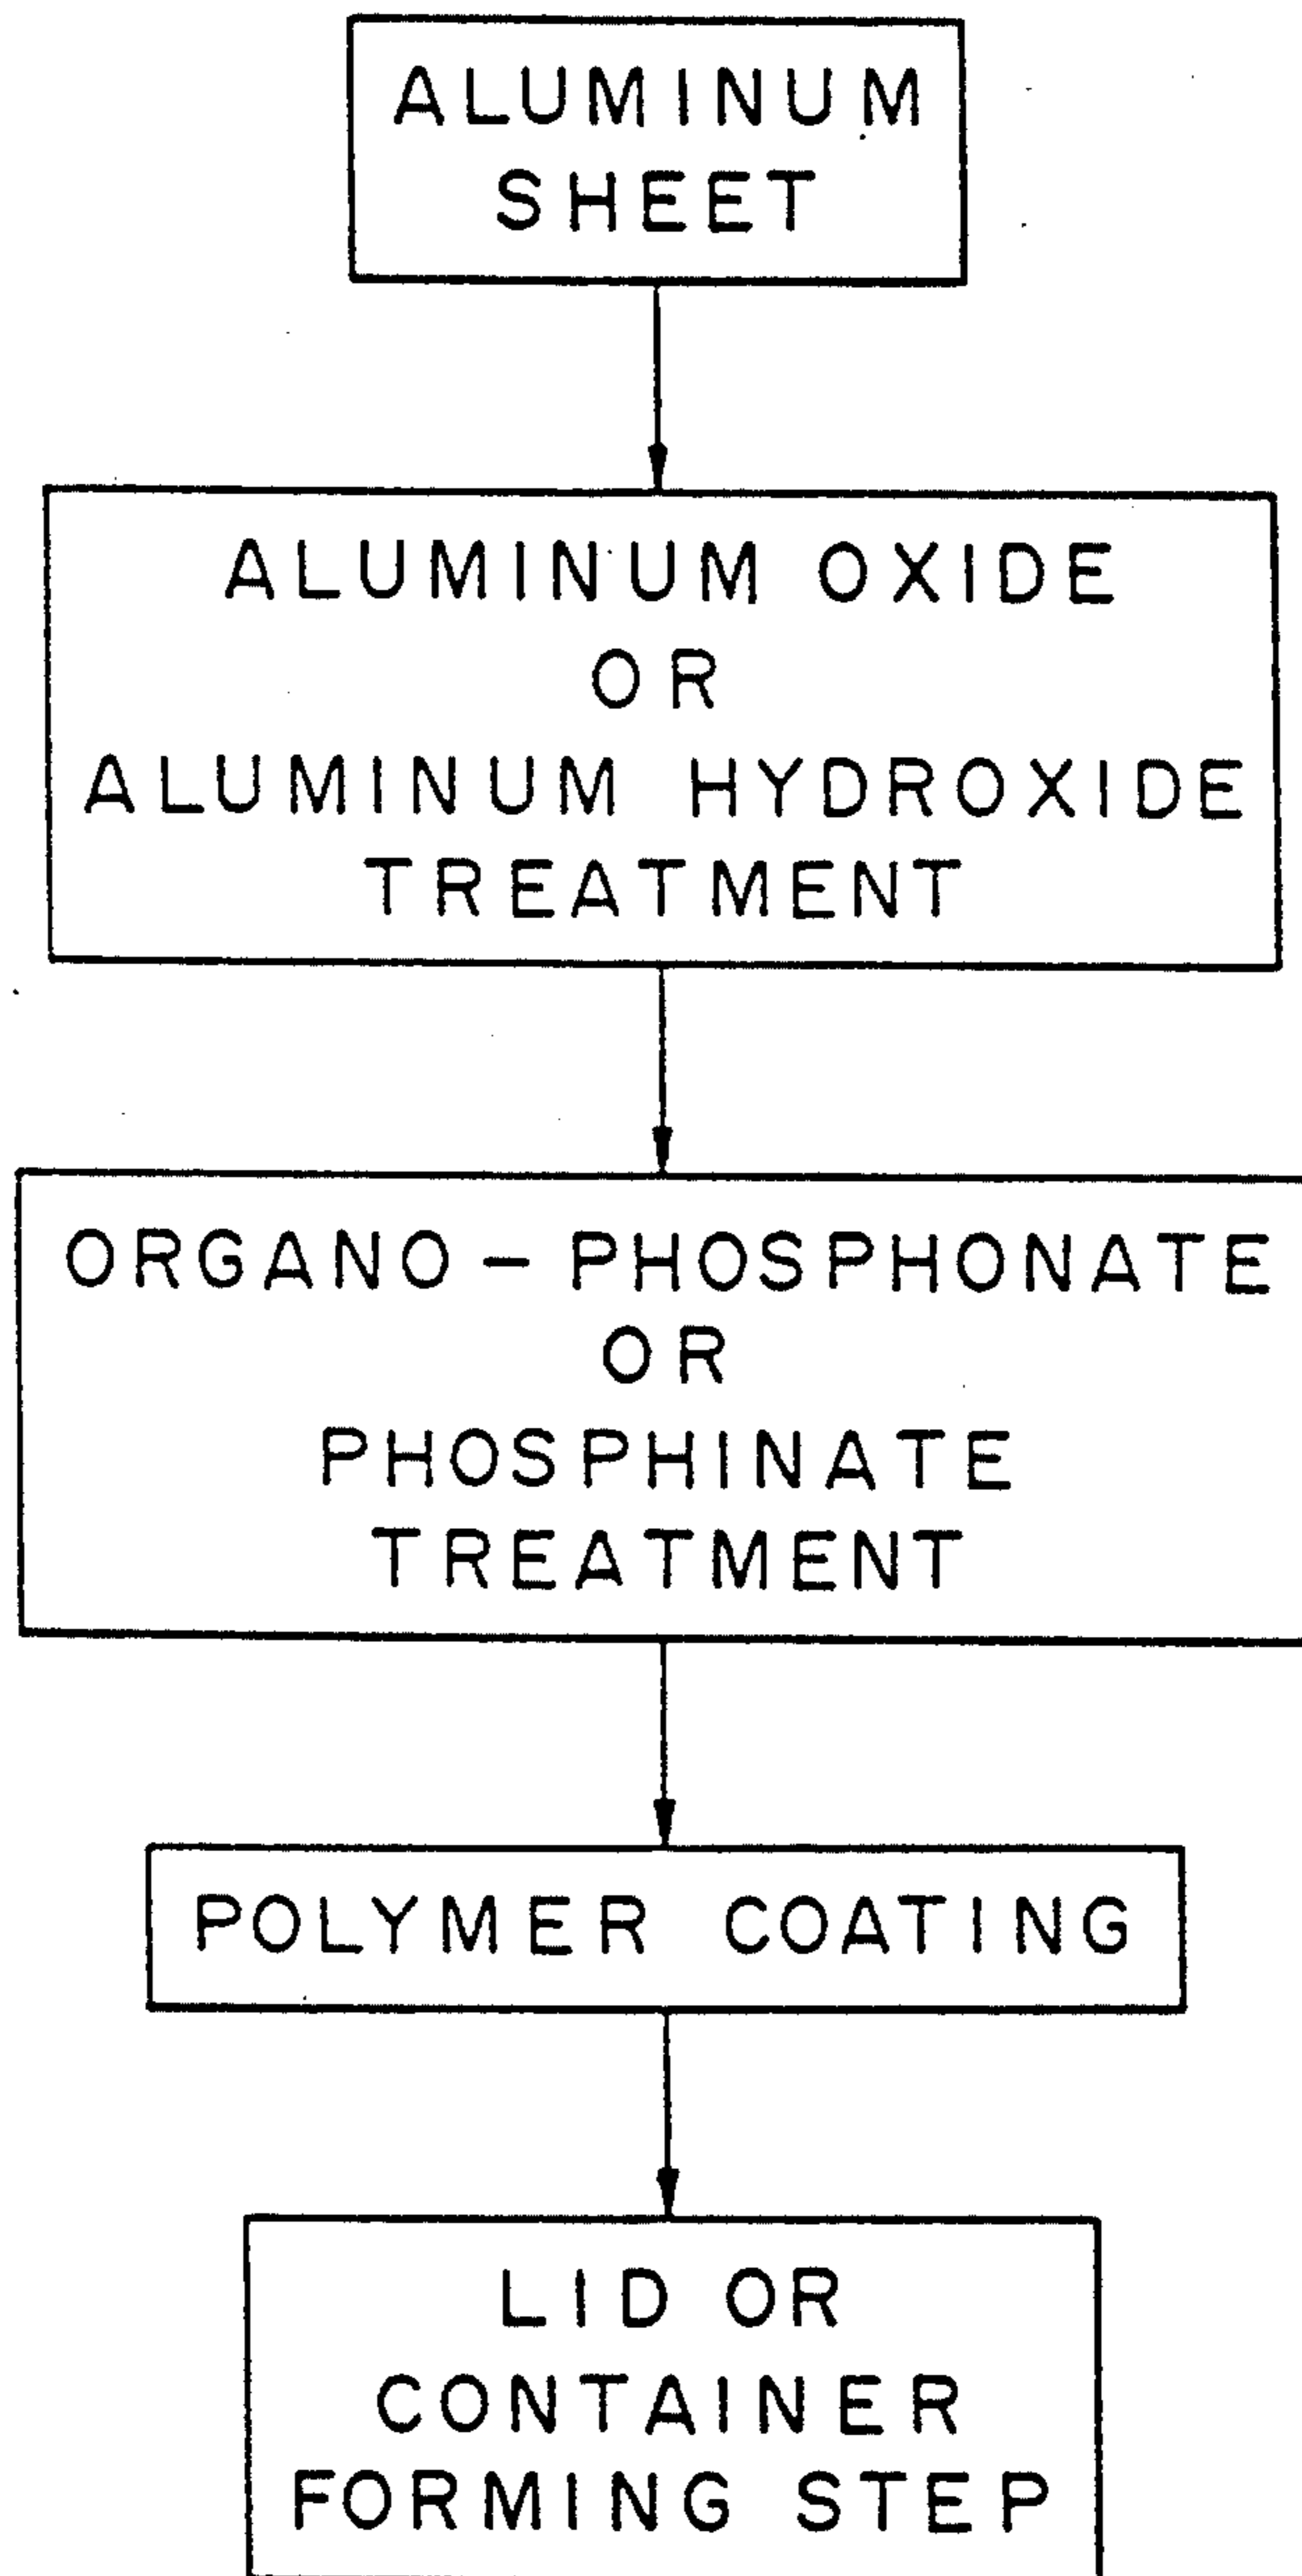 ALUMINUM
SHEET
ALUMINUM OXIDE
OR
ALUMINUM HYDROXIDE
TREATMENT
ORGANO - PHOSPHONATE
OR
PHOSPHINATE
TREATMENT
POLYMER COATING
LID OR
CONTAINER
FORMING STEP